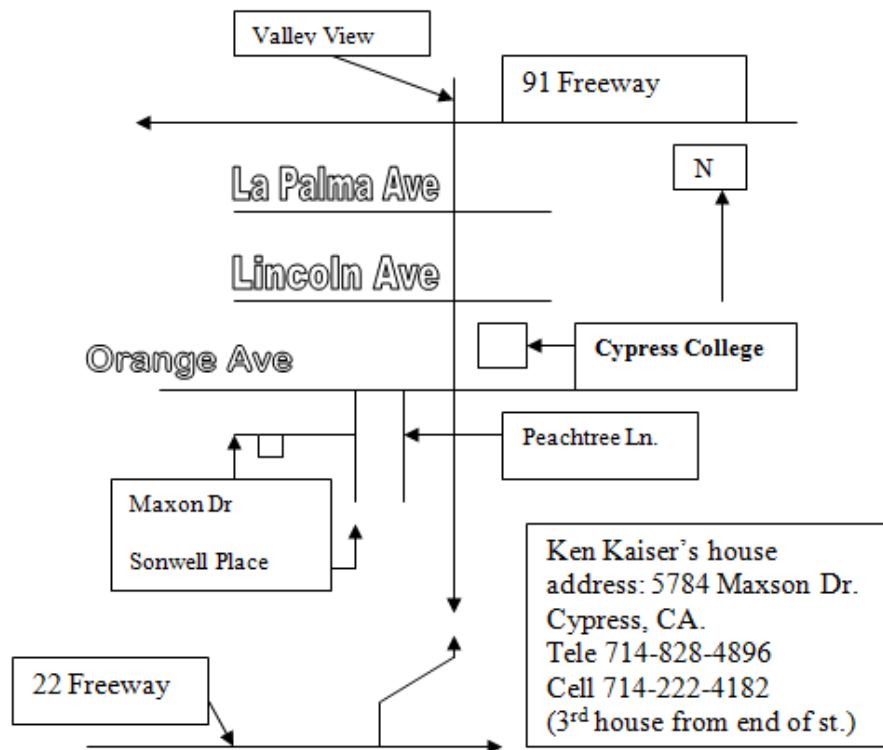 Valley View
91 Freeway
La Palma Ave
N
Lincoln Ave
Cypress College
Orange Ave
Peachtree Ln.
Maxon Dr
Sonwell Place
Ken Kaiser’s house
address: 5784 Maxson Dr.
Cypress, CA.
Tele 714-828-4896
Cell 714-222-4182
(3rd house from end of st.)
22 Freeway